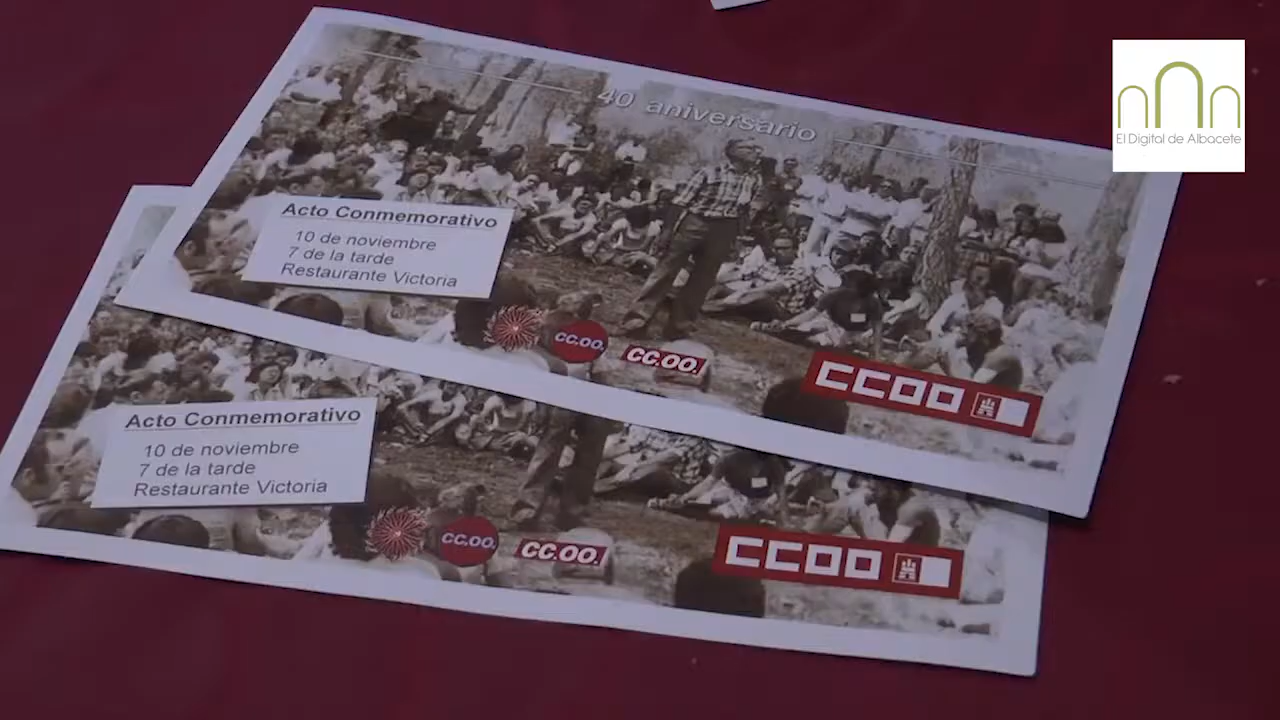 El Digital de Albacete
40 aniversario
Acto Conmemorativo
10 de noviembre
7 de la tarde
Restaurante Victoria
CC.OO.
CC.OO.
CCOO
Acto Conmemorativo
10 de noviembre
7 de la tarde
Restaurante Victoria
CC.OO.
CC.OO.
CCOO